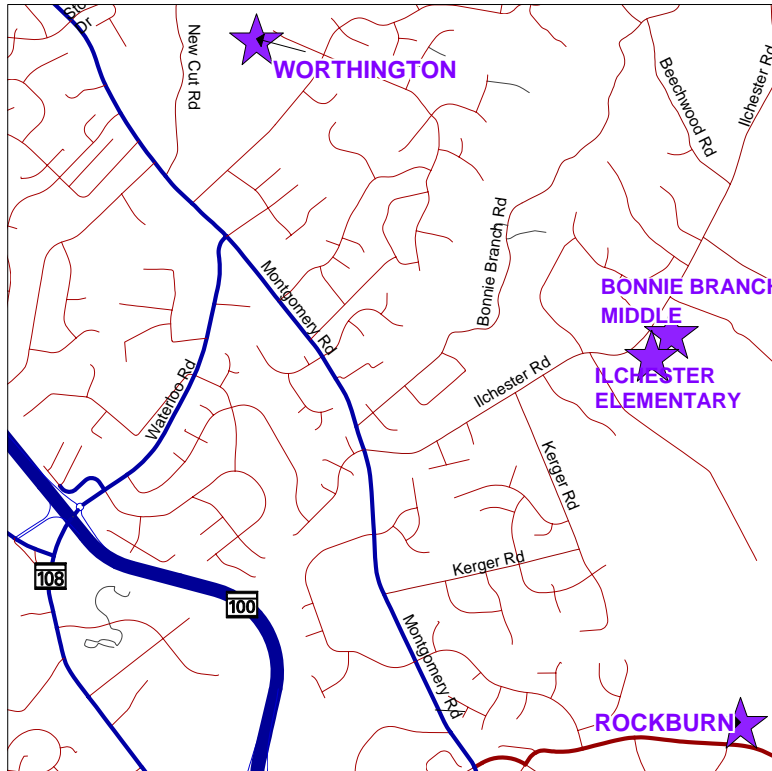 Dr
New Cut Rd
WORTHINGTON
Beechwood Rd
Ilchester Rd
Bonnie Branch Rd
Montgomery Rd
BONNIE BRANCH
MIDDLE
Waterloo Rd
Ilchester Rd
ILCHESTER
ELEMENTARY
Kerger Rd
Kerger Rd
108
100
Montgomery Rd
ROCKBURN